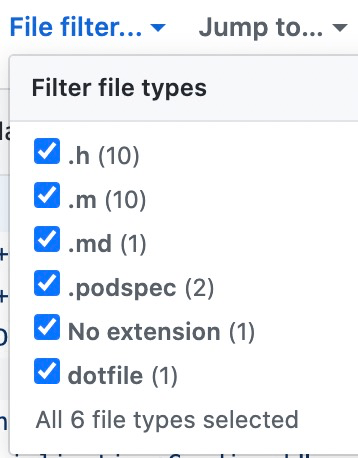 File filter... Jump to...
Filter file types
.h (10)
.m (10)
.md (1)
.podspec (2)
No extension (1)
dotfile (1)
All 6 file types selected